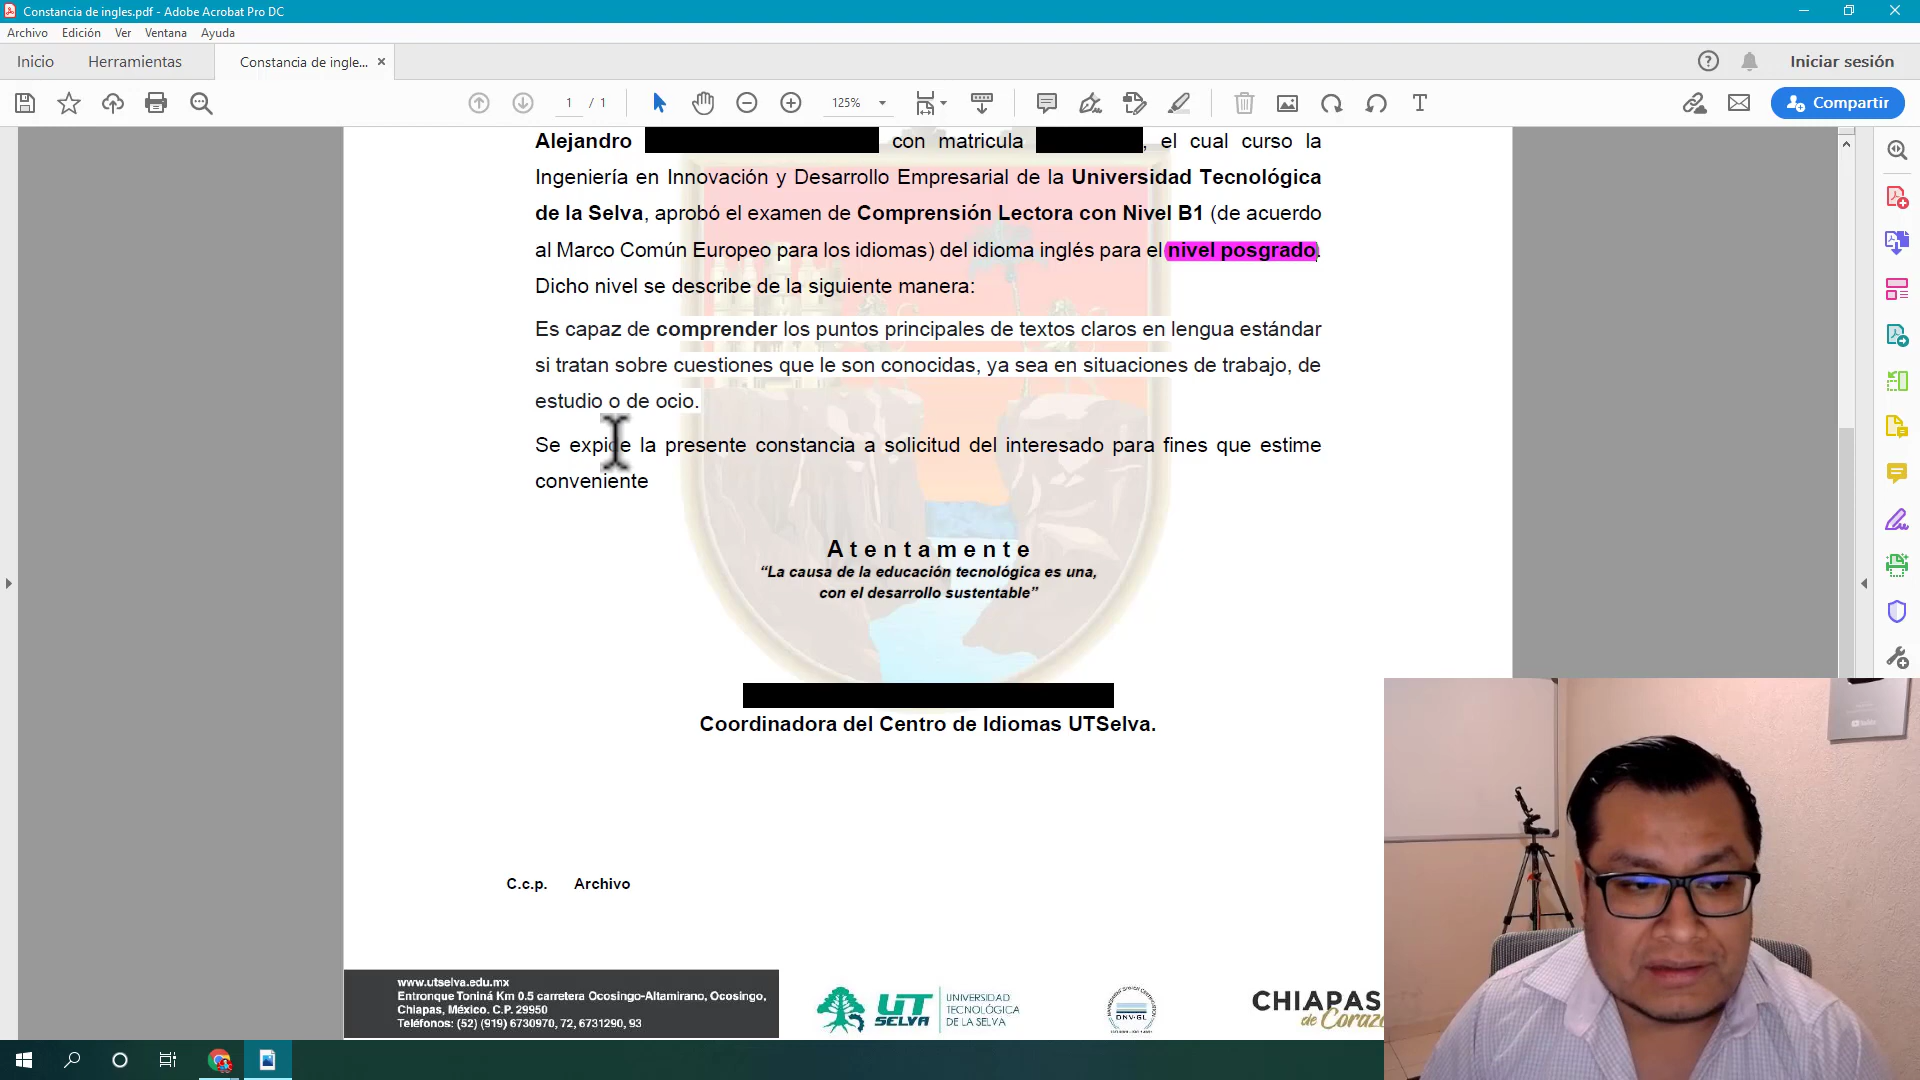 Constancia de ingles.pdf - Adobe Acrobat Pro DC
Archivo Edición Ver Ventana Ayuda
Inicio Herramientas Constancia de ingle... × Iniciar sesión
1 / 1 125% Compartir
Alejandro con matricula , el cual curso la
Ingeniería en Innovación y Desarrollo Empresarial de la Universidad Tecnológica
de la Selva, aprobó el examen de Comprensión Lectora con Nivel B1 (de acuerdo
al Marco Común Europeo para los idiomas) del idioma inglés para el nivel posgrado.
Dicho nivel se describe de la siguiente manera:
Es capaz de comprender los puntos principales de textos claros en lengua estándar
si tratan sobre cuestiones que le son conocidas, ya sea en situaciones de trabajo, de
estudio o de ocio.
Se expide la presente constancia a solicitud del interesado para fines que estime
conveniente
Atentamente
“La causa de la educación tecnológica es una,
con el desarrollo sustentable”
Coordinadora del Centro de Idiomas UTSelva.
C.c.p. Archivo
www.utselva.edu.mx
Entronque Toniná Km 0.5 carretera Ocosingo-Altamirano, Ocosingo,
Chiapas, México. C.P. 29950
Teléfonos: (52) (919) 6730970, 72, 6731290, 93
UT
SELVA
UNIVERSIDAD
TECNOLÓGICA
DE LA SELVA
DNV·GL
CHIAPAS
de Corazó
YouTube